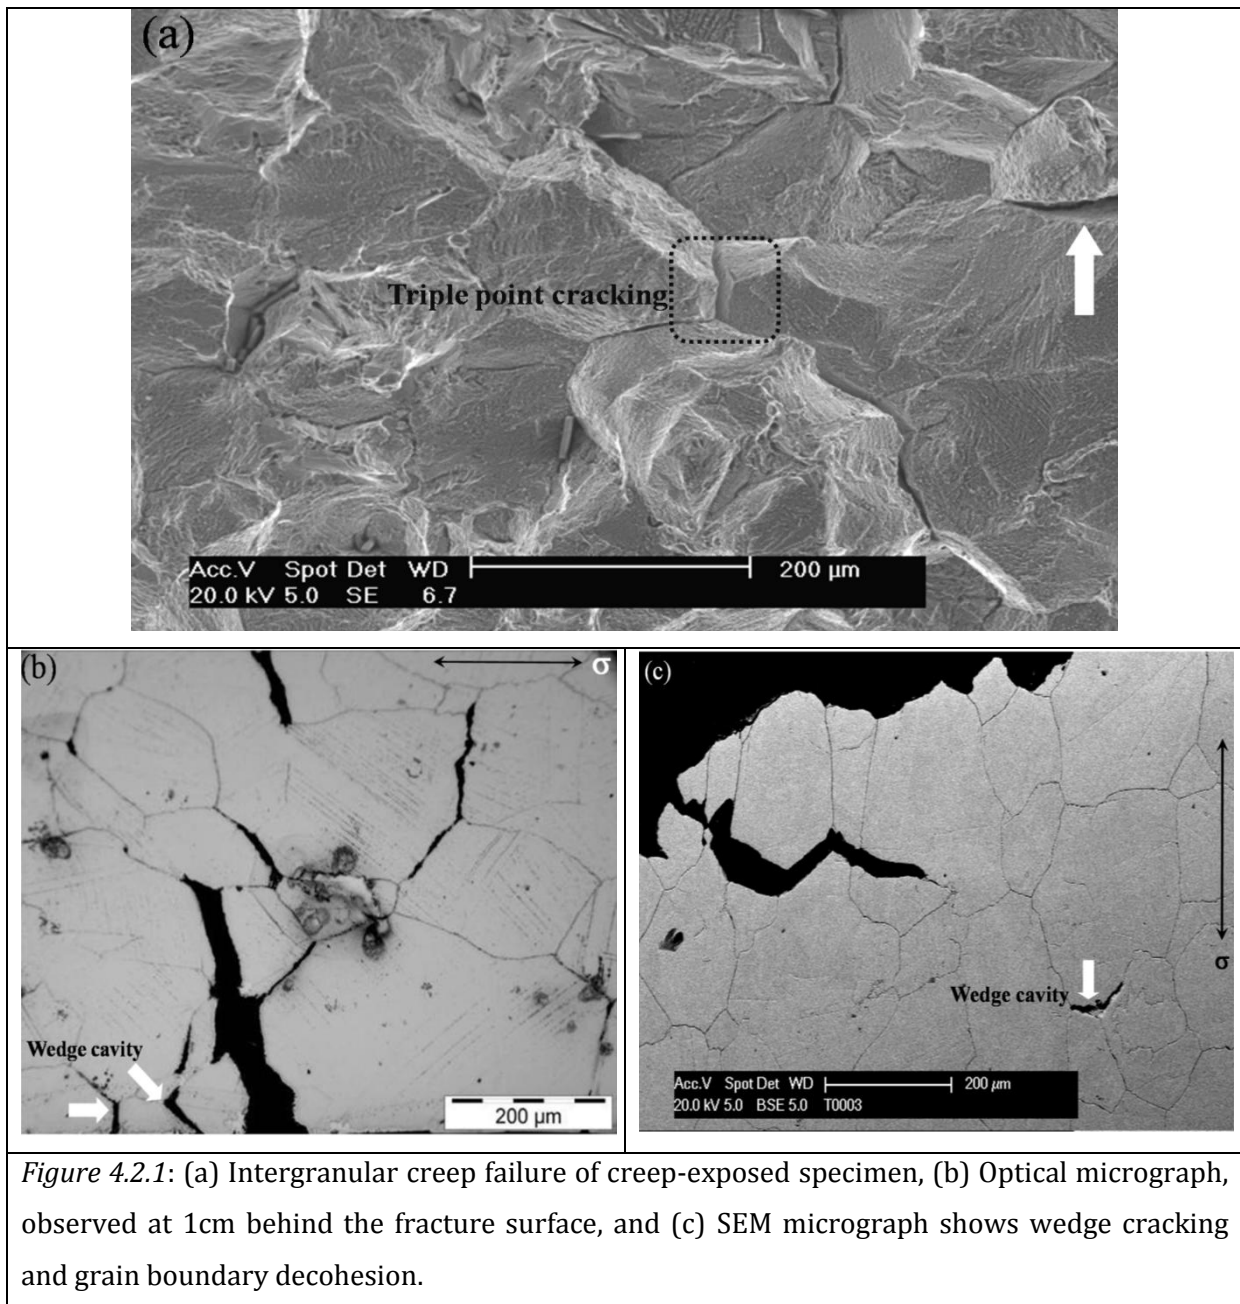 (a)
Triple point cracking
Acc.V Spot Det WD 200 µm
20.0 kV 5.0 SE 6.7
(b)
σ
Wedge cavity
200 µm
(c)
σ
Wedge cavity
Acc.V Spot Det WD 200 µm
20.0 kV 5.0 BSE 5.0 T0003
Figure 4.2.1: (a) Intergranular creep failure of creep-exposed specimen, (b) Optical micrograph,
observed at 1cm behind the fracture surface, and (c) SEM micrograph shows wedge cracking
and grain boundary decohesion.